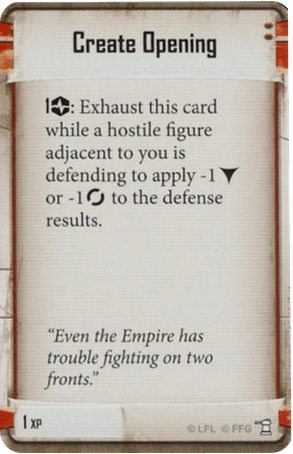 Create Opening
1: Exhaust this card
while a hostile figure
adjacent to you is
defending to apply -1
or -1 to the defense
results.
"Even the Empire has
trouble fighting on two
fronts."
1 XP
© LFL © FFG